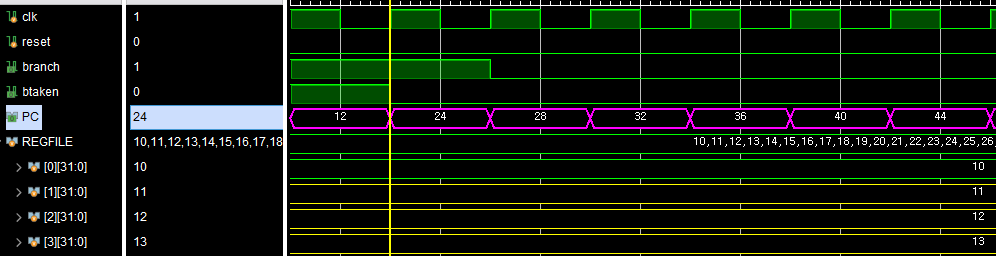 clk 1
reset 0
branch 1
btaken 0
PC 24 12 24 28 32 36 40 44
REGFILE 10,11,12,13,14,15,16,17,18 10,11,12,13,14,15,16,17,18,19,20,21,22,23,24,25,26,
[0][31:0] 10 10
[1][31:0] 11 11
[2][31:0] 12 12
[3][31:0] 13 13